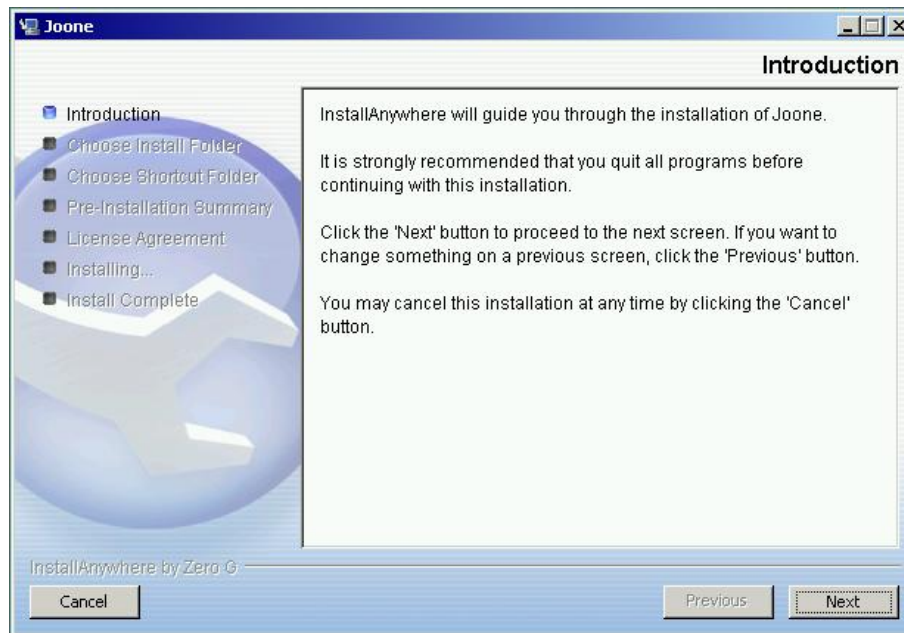 Joone
Introduction
Introduction
Choose Install Folder
Choose Shortcut Folder
Pre-Installation Summary
License Agreement
Installing...
Install Complete
InstallAnywhere will guide you through the installation of Joone.
It is strongly recommended that you quit all programs before
continuing with this installation.
Click the 'Next' button to proceed to the next screen. If you want to
change something on a previous screen, click the 'Previous' button.
You may cancel this installation at any time by clicking the 'Cancel'
button.
InstallAnywhere by Zero G
Cancel
Previous
Next